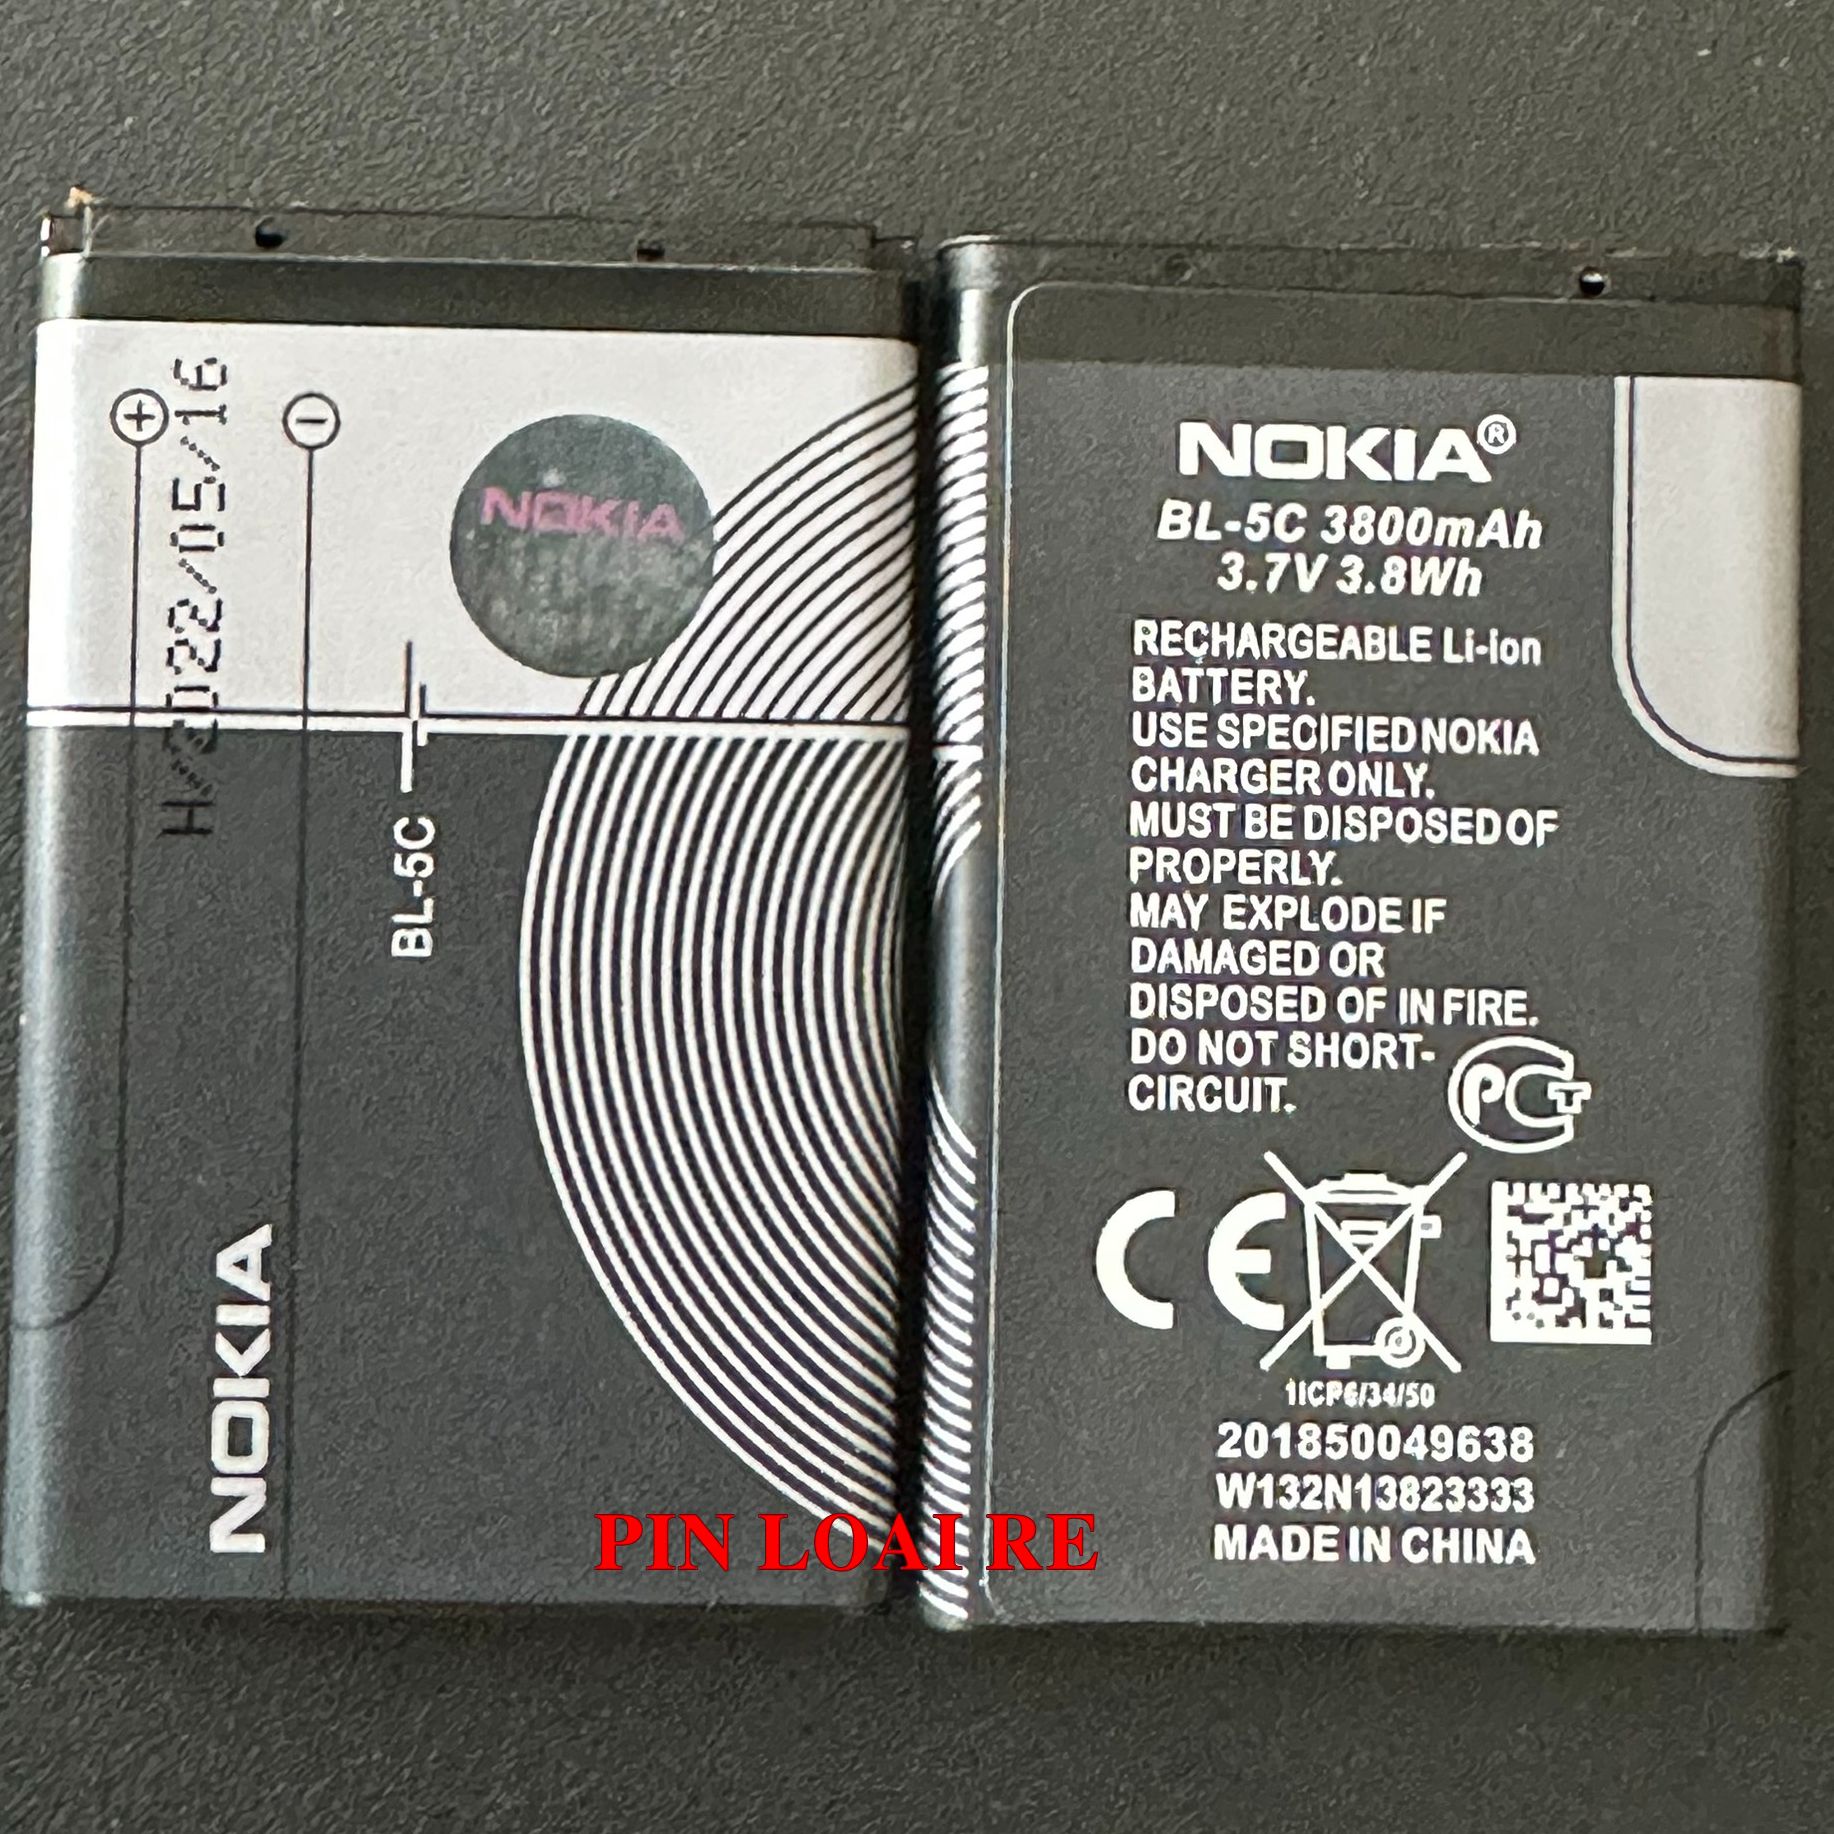 H/2022/05/16
NOKIA
BL-5C
NOKIA
NOKIA®
BL-5C 3800mAh
3.7V 3.8Wh
RECHARGEABLE Li-ion
BATTERY.
USE SPECIFIED NOKIA
CHARGER ONLY.
MUST BE DISPOSED OF
PROPERLY.
MAY EXPLODE IF
DAMAGED OR
DISPOSED OF IN FIRE.
DO NOT SHORT-
CIRCUIT.
PCT
CE
1ICP6/34/50
201850049638
W132N13823333
MADE IN CHINA
PIN LOAI RE